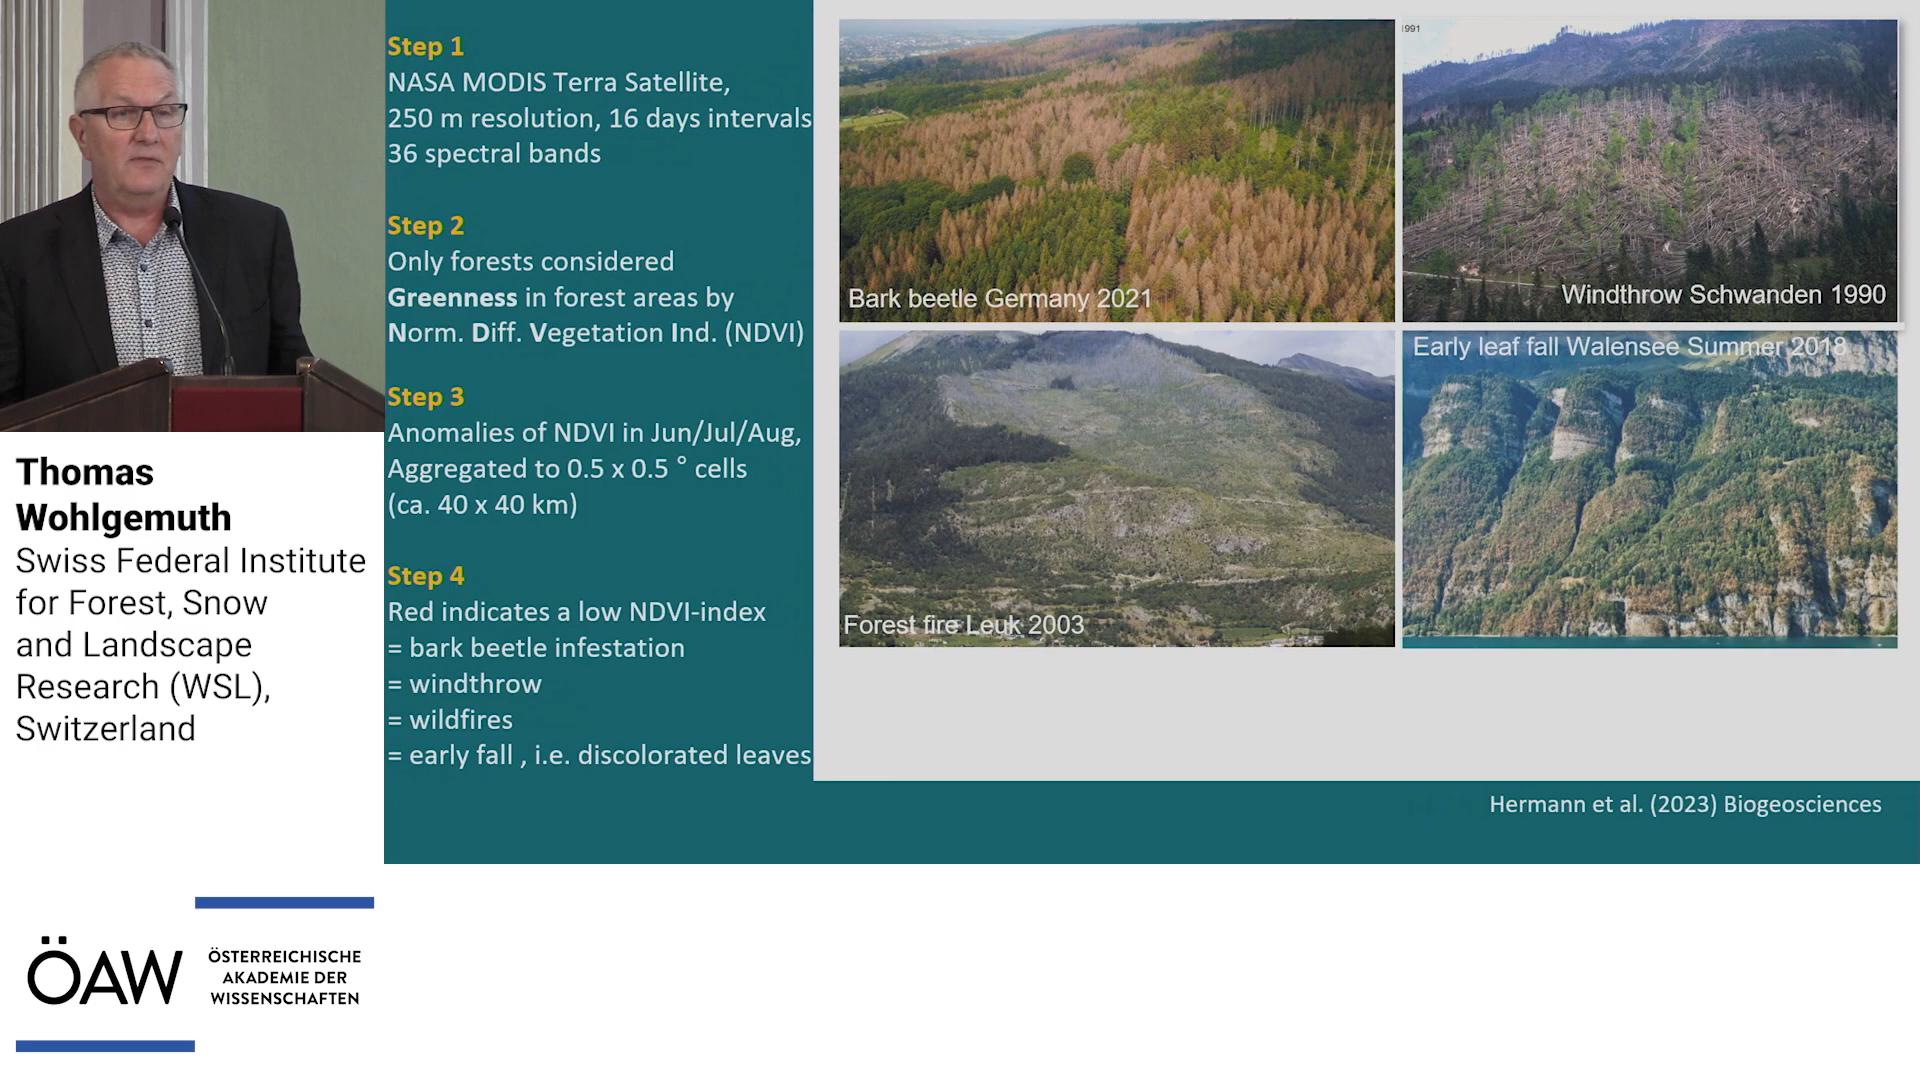 Step 1
NASA MODIS Terra Satellite,
250 m resolution, 16 days intervals
36 spectral bands
Step 2
Only forests considered
Greenness in forest areas by
Norm. Diff. Vegetation Ind. (NDVI)
Step 3
Anomalies of NDVI in Jun/Jul/Aug,
Aggregated to 0.5 x 0.5 ° cells
(ca. 40 x 40 km)
Step 4
Red indicates a low NDVI-index
= bark beetle infestation
= windthrow
= wildfires
= early fall , i.e. discolorated leaves
Bark beetle Germany 2021
1991
Windthrow Schwanden 1990
Forest fire Leuk 2003
Early leaf fall Walensee Summer 2018
Hermann et al. (2023) Biogeosciences
Thomas
Wohlgemuth
Swiss Federal Institute
for Forest, Snow
and Landscape
Research (WSL),
Switzerland
ÖAW
ÖSTERREICHISCHE
AKADEMIE DER
WISSENSCHAFTEN